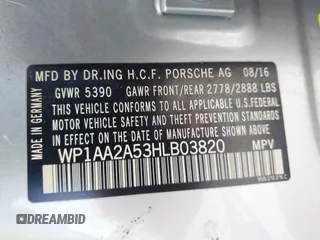 MFD BY DR.ING H.C.F. PORSCHE AG 08/16
GVWR 5390 GAWR FRONT/REAR 2778/2888 LBS
THIS VEHICLE CONFORMS TO ALL APPLICABLE U.S. FEDERAL
MOTOR VEHICLE SAFETY, BUMPER AND THEFT
PREVENTION STANDARDS IN EFFECT ON THE DATE OF
MANUFACTURE SHOWN ABOVE.
WP1AA2A53HLB03820 MPV
MADE IN GERMANY
DREAMBID